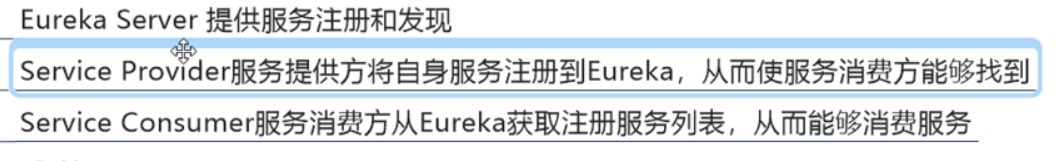 Eureka Server 提供服务注册和发现
Service Provider服务提供方将自身服务注册到Eureka，从而使服务消费方能够找到
Service Consumer服务消费方从Eureka获取注册服务列表，从而能够消费服务